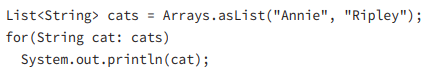 List<String> cats = Arrays.asList("Annie", "Ripley");
for(String cat: cats)
  System.out.println(cat);